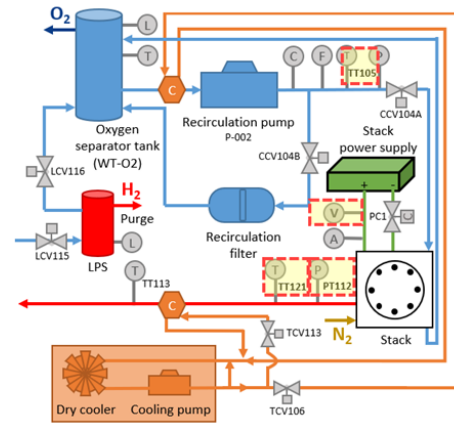 O₂
L
T
C
C
F
T
P
TT105
CCV104A
Oxygen
separator tank
(WT-O2)
Recirculation pump
P-002
CCV104B
Stack
power supply
+
-
LCV116
H₂
Purge
V
PC1
C
A
Recirculation
filter
LCV115
LPS
L
T
TT113
T
TT121
P
PT112
C
N₂
Stack
TCV113
Dry cooler
Cooling pump
TCV106